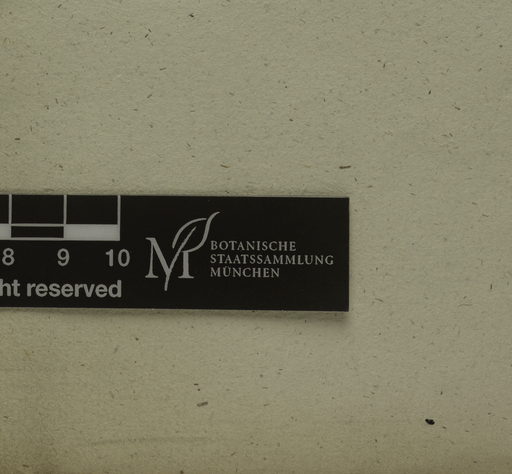 8 9 10
ht reserved
BOTANISCHE
STAATSSAMMLUNG
MÜNCHEN